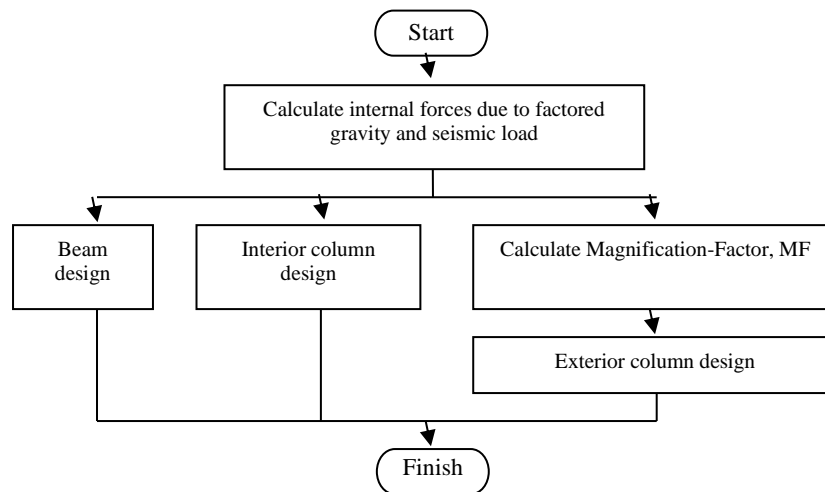 Start
Calculate internal forces due to factored
gravity and seismic load
Beam
design
Interior column
design
Calculate Magnification-Factor, MF
Exterior column design
Finish